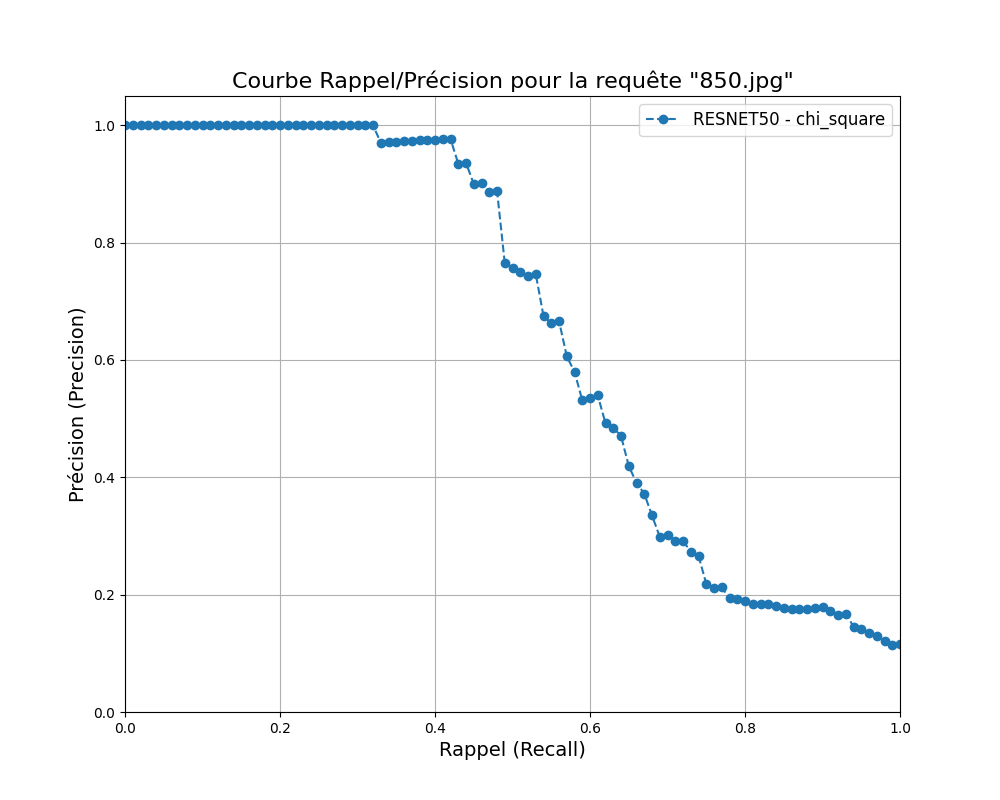 Courbe Rappel/Précision pour la requête "850.jpg"
RESNET50 - chi_square
1.0
0.8
0.6
0.4
0.2
0.0
Précision (Precision)
0.0 0.2 0.4 0.6 0.8 1.0
Rappel (Recall)